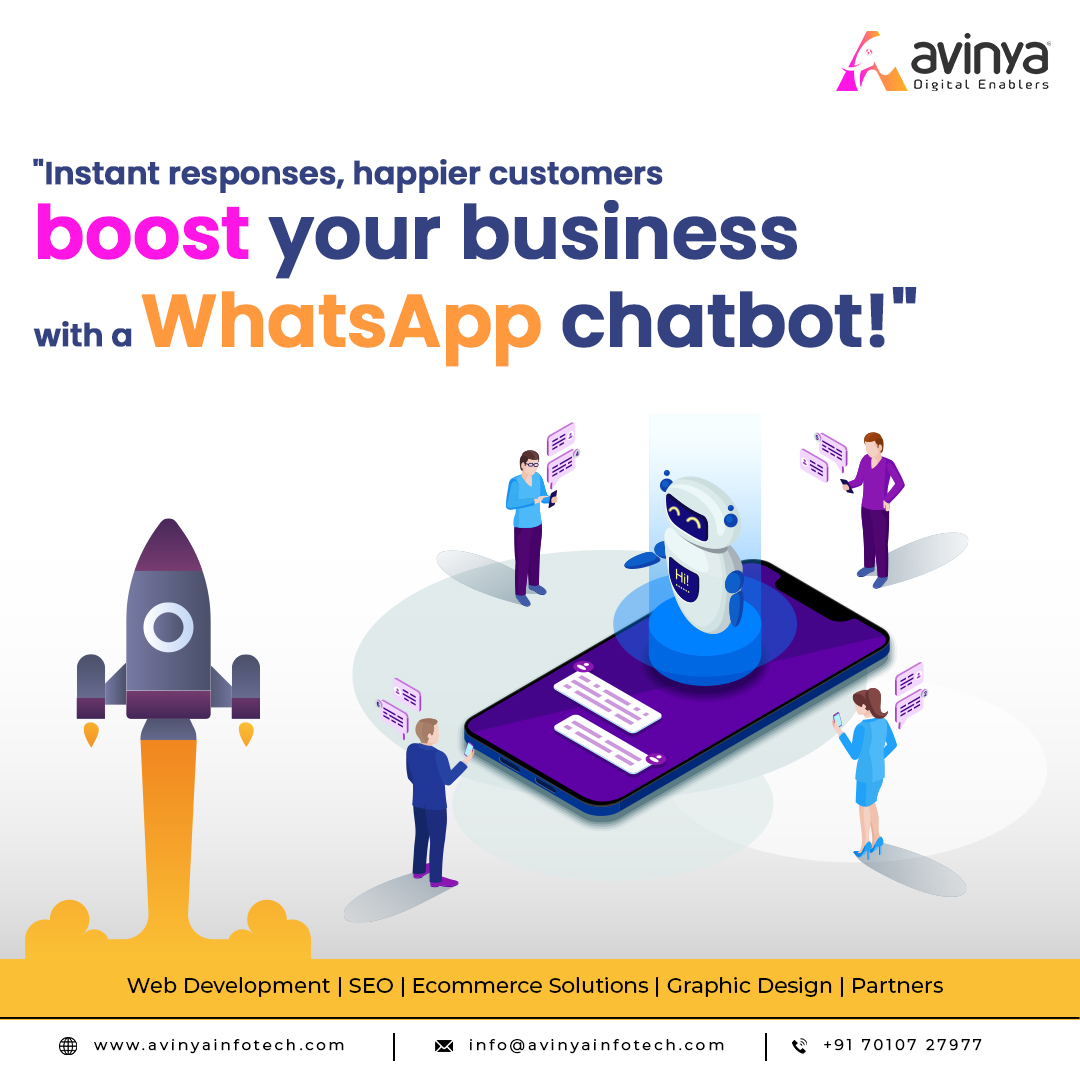 avinya
Digital Enablers
"Instant responses, happier customers
boost your business
with a WhatsApp chatbot!"
Hi!
Web Development | SEO | Ecommerce Solutions | Graphic Design | Partners
www.avinyainfotech.com
info@avinyainfotech.com
+91 70107 27977